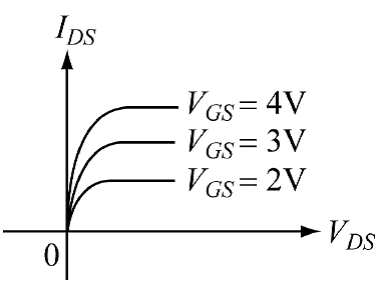 I_DS
V_GS = 4V
V_GS = 3V
V_GS = 2V
V_DS
0